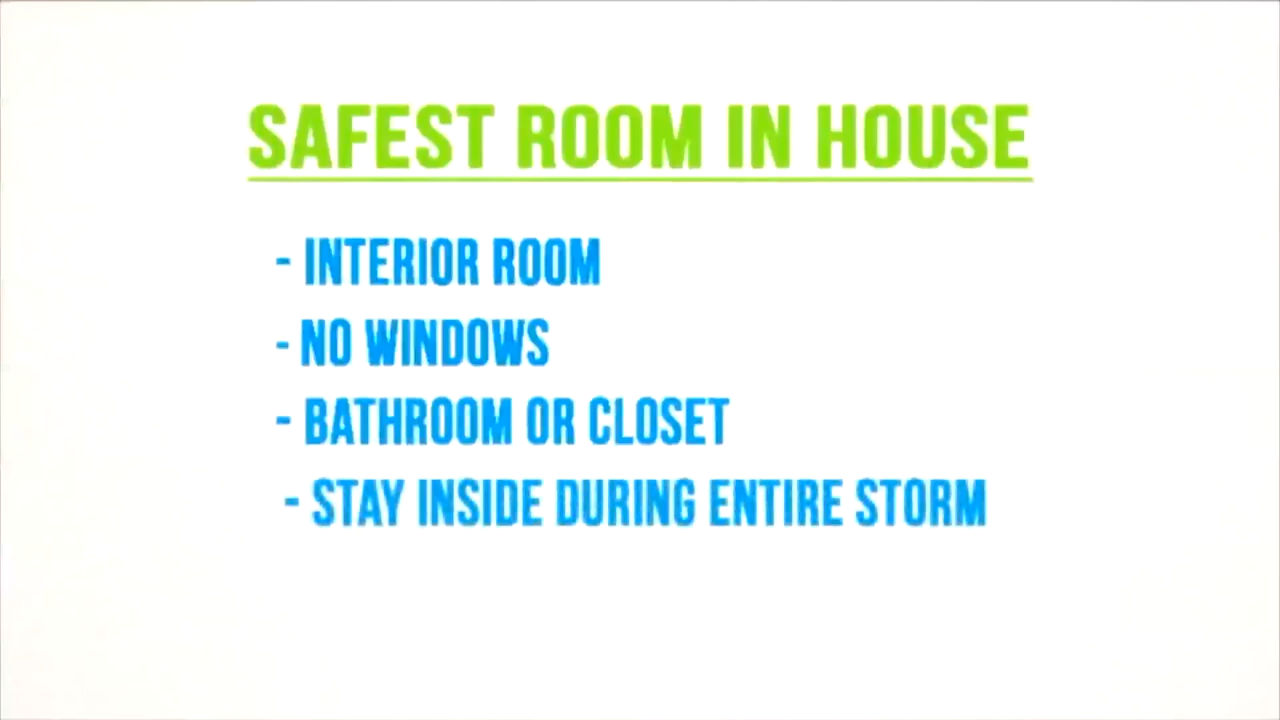 SAFEST ROOM IN HOUSE
- INTERIOR ROOM
- NO WINDOWS
- BATHROOM OR CLOSET
- STAY INSIDE DURING ENTIRE STORM